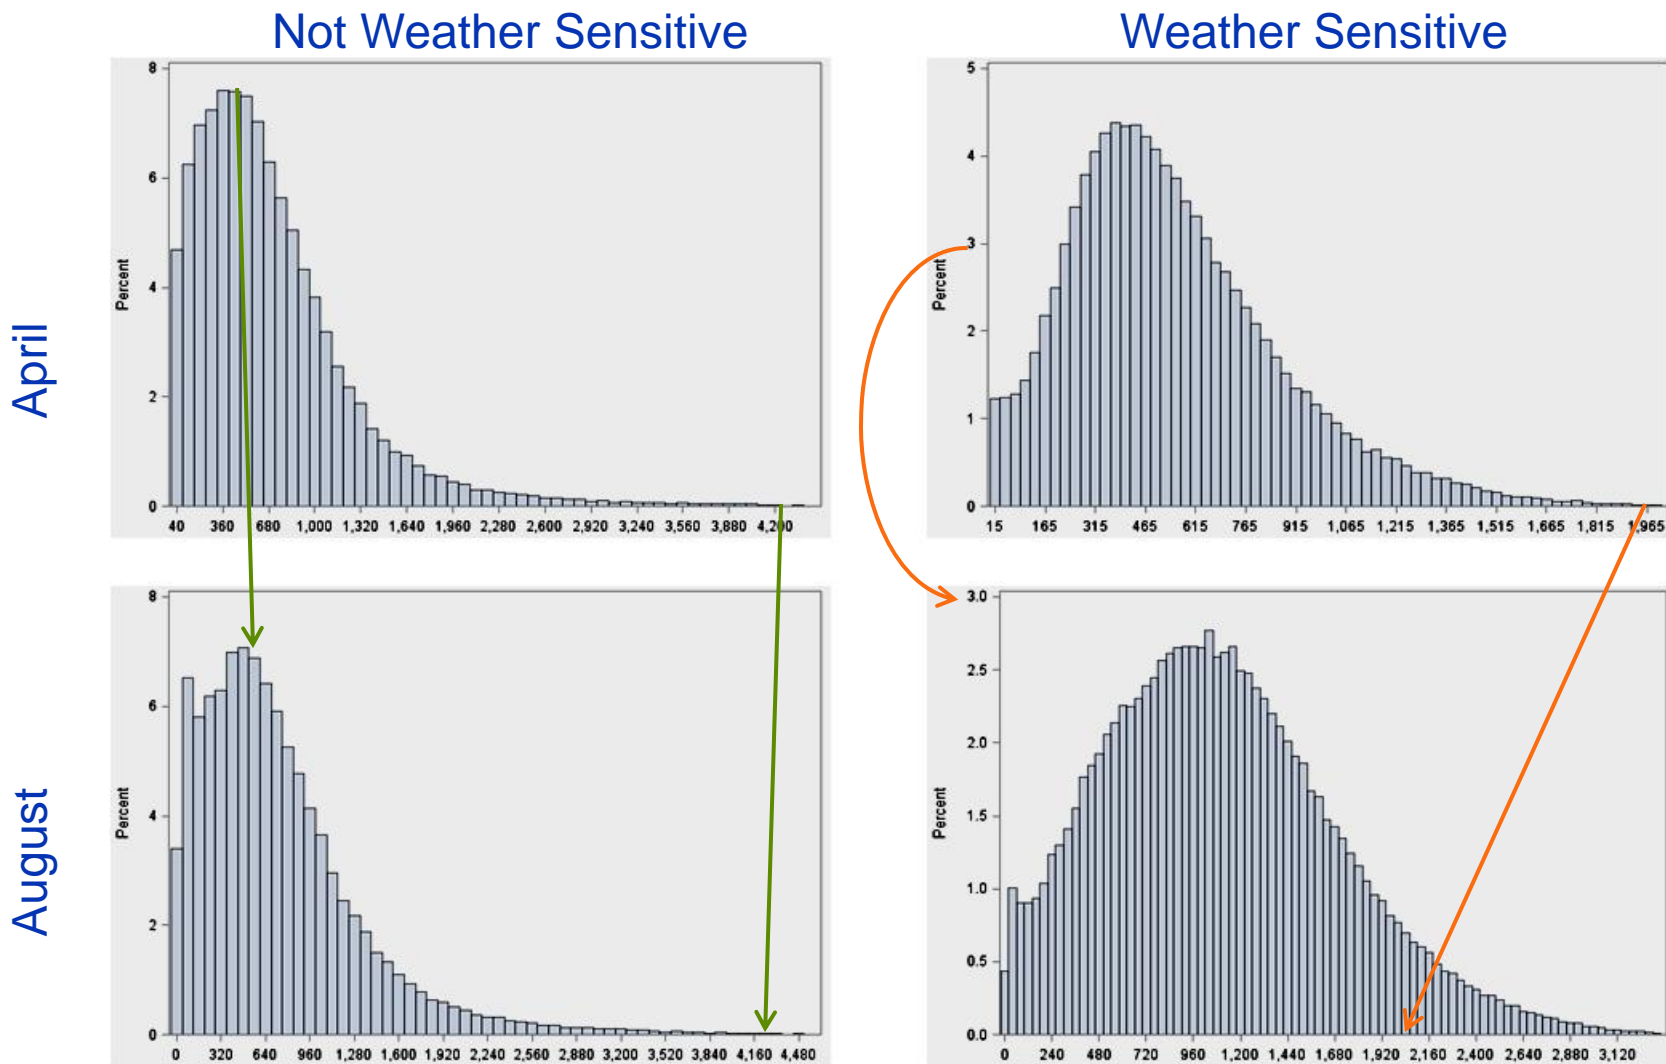 Not Weather Sensitive
Weather Sensitive
April
Percent
8
6
4
2
0
40 360 680 1,000 1,320 1,640 1,960 2,280 2,600 2,920 3,240 3,560 3,880 4,200
Percent
5
4
3
2
1
0
15 165 315 465 615 765 915 1,065 1,215 1,365 1,515 1,665 1,815 1,965
August
Percent
8
6
4
2
0
0 320 640 960 1,280 1,600 1,920 2,240 2,560 2,880 3,200 3,520 3,840 4,160 4,480
Percent
3.0
2.5
2.0
1.5
1.0
0.5
0.0
0 240 480 720 960 1,200 1,440 1,680 1,920 2,160 2,400 2,640 2,880 3,120